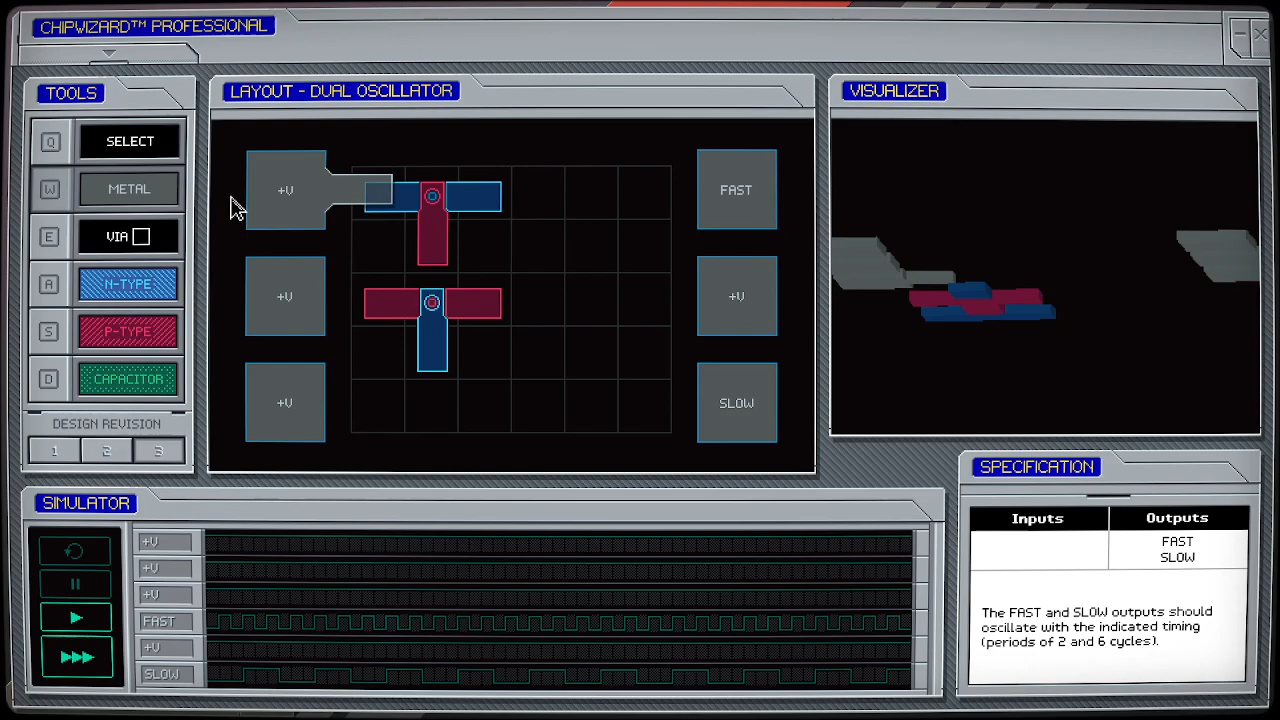 CHIPWIZARD™ PROFESSIONAL
TOOLS
Q SELECT
W METAL
E VIA
A N-TYPE
S P-TYPE
D CAPACITOR
DESIGN REVISION
1 2 3
LAYOUT - DUAL OSCILLATOR
+V
FAST
+V
+V
+V
SLOW
VISUALIZER
SIMULATOR
+V
+V
+V
FAST
+V
SLOW
SPECIFICATION
Inputs Outputs
FAST
SLOW
The FAST and SLOW outputs should
oscillate with the indicated timing
(periods of 2 and 6 cycles).